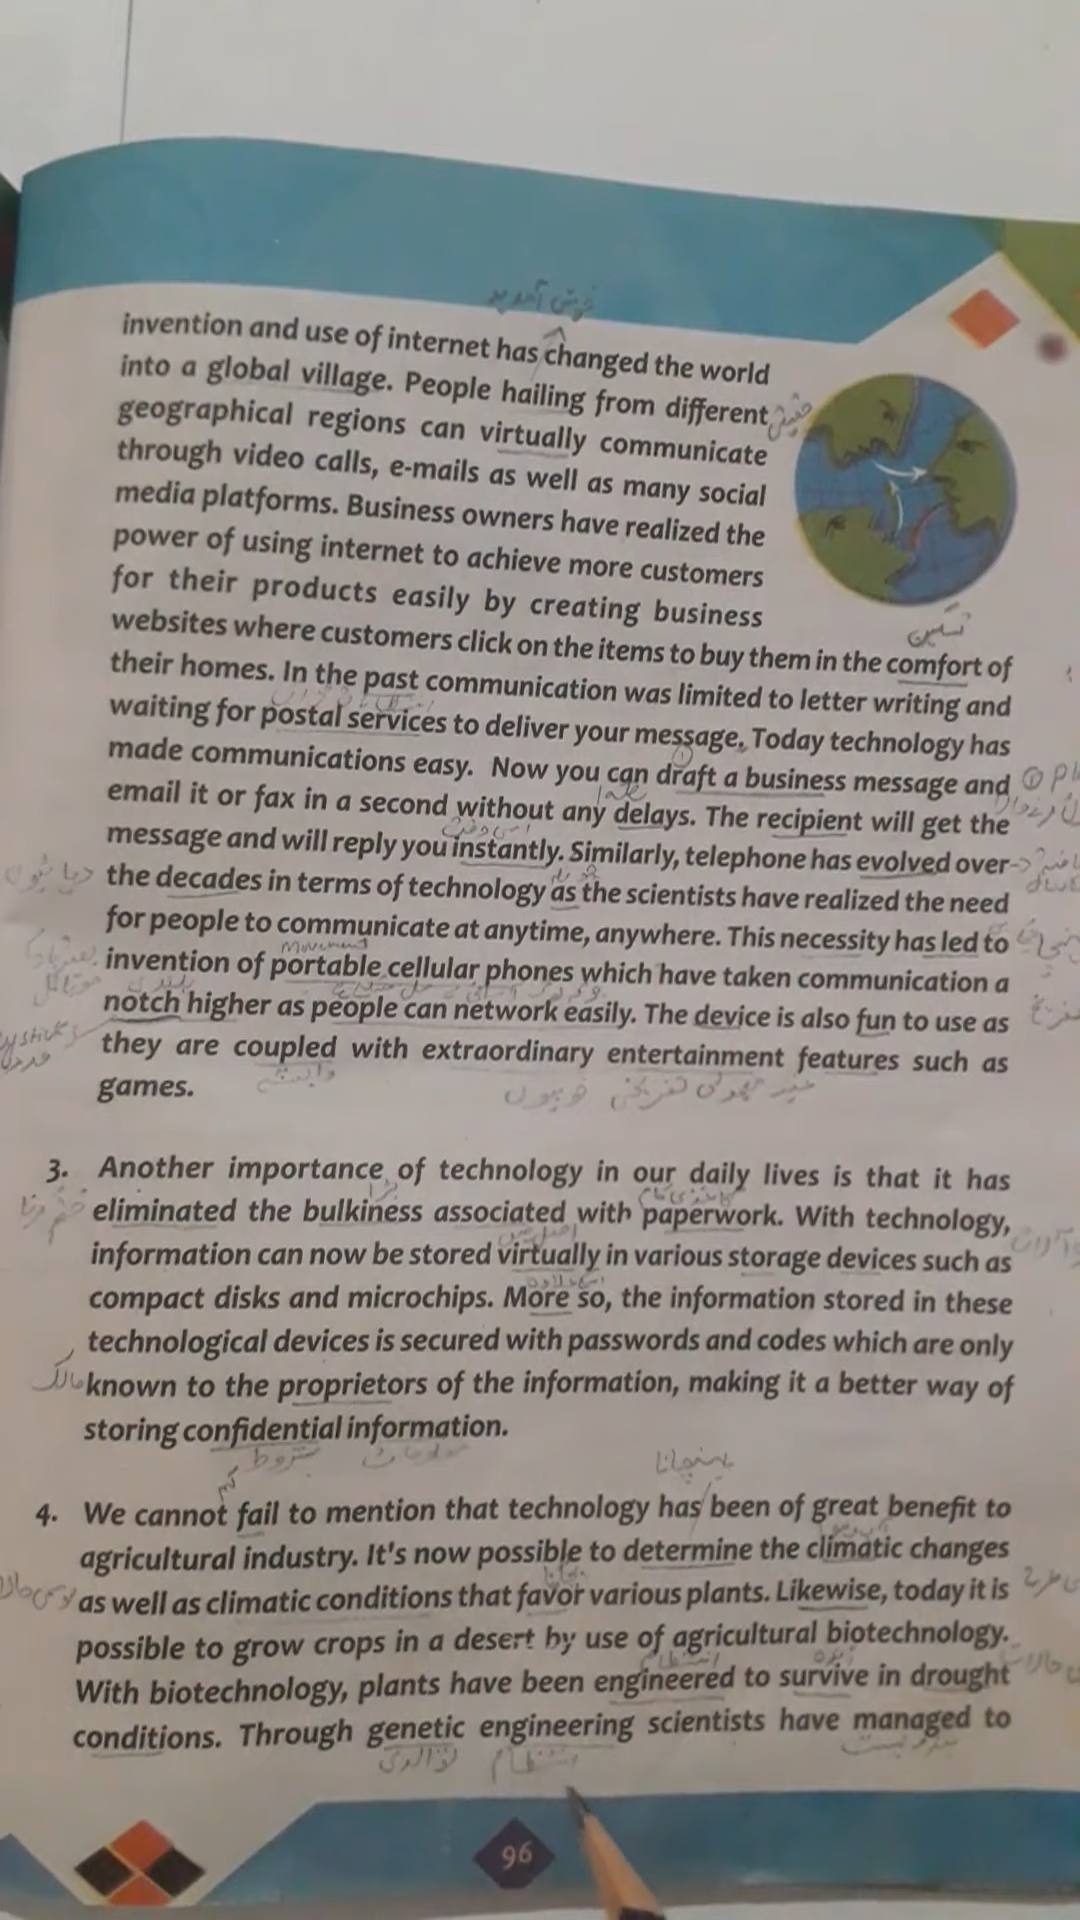 خوش آمدید
invention and use of internet has changed the world
into a global village. People hailing from different
geographical regions can virtually communicate
through video calls, e-mails as well as many social
media platforms. Business owners have realized the
power of using internet to achieve more customers
for their products easily by creating business
websites where customers click on the items to buy them in the comfort of
their homes. In the past communication was limited to letter writing and
waiting for postal services to deliver your message. Today technology has
made communications easy. Now you can draft a business message and
email it or fax in a second without any delays. The recipient will get the
message and will reply you instantly. Similarly, telephone has evolved over
the decades in terms of technology as the scientists have realized the need
for people to communicate at anytime, anywhere. This necessity has led to
Movement
invention of portable cellular phones which have taken communication a
notch higher as people can network easily. The device is also fun to use as
they are coupled with extraordinary entertainment features such as
games.
3. Another importance of technology in our daily lives is that it has
eliminated the bulkiness associated with paperwork. With technology,
information can now be stored virtually in various storage devices such as
compact disks and microchips. More so, the information stored in these
technological devices is secured with passwords and codes which are only
known to the proprietors of the information, making it a better way of
storing confidential information.
4. We cannot fail to mention that technology has been of great benefit to
agricultural industry. It's now possible to determine the climatic changes
as well as climatic conditions that favor various plants. Likewise, today it is
possible to grow crops in a desert by use of agricultural biotechnology.
With biotechnology, plants have been engineered to survive in drought
conditions. Through genetic engineering scientists have managed to
96